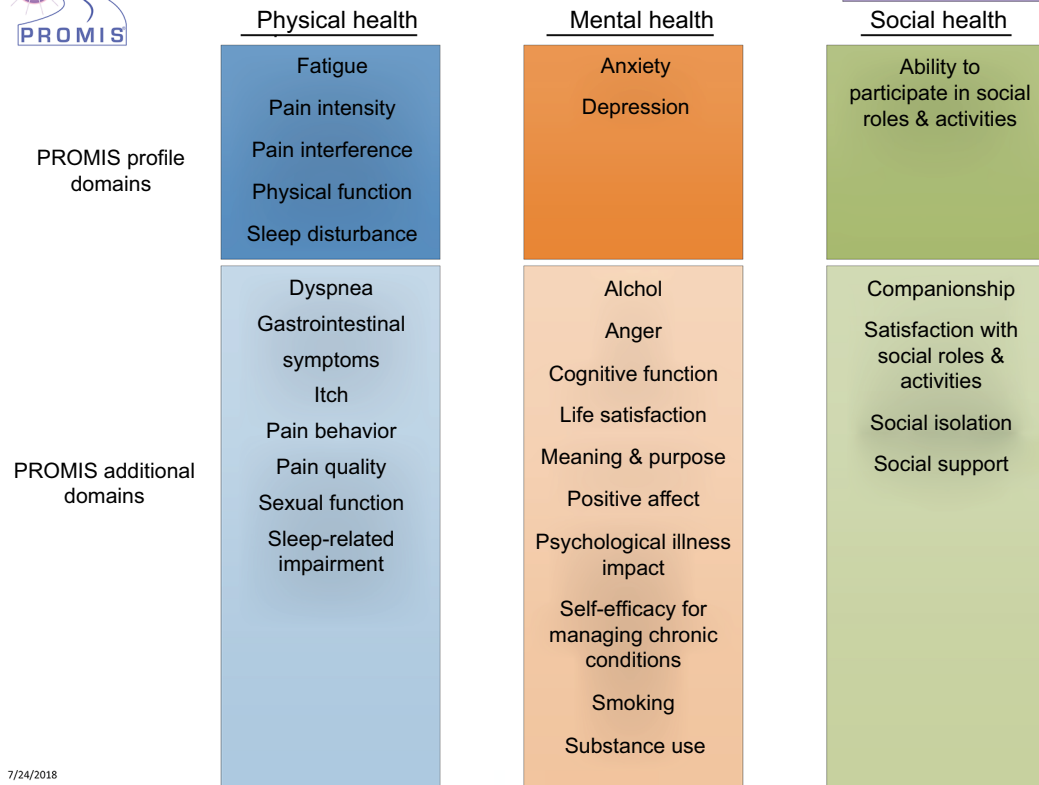 PROMIS
Physical health
Mental health
Social health
PROMIS profile
domains
Fatigue
Pain intensity
Pain interference
Physical function
Sleep disturbance
Anxiety
Depression
Ability to
participate in social
roles & activities
PROMIS additional
domains
Dyspnea
Gastrointestinal
symptoms
Itch
Pain behavior
Pain quality
Sexual function
Sleep-related
impairment
Alchol
Anger
Cognitive function
Life satisfaction
Meaning & purpose
Positive affect
Psychological illness
impact
Self-efficacy for
managing chronic
conditions
Smoking
Substance use
Companionship
Satisfaction with
social roles &
activities
Social isolation
Social support
7/24/2018